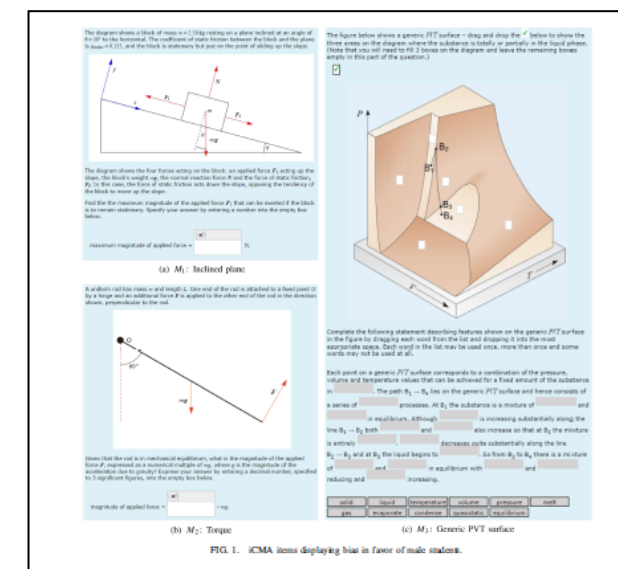 The diagram shows a block of mass m = 2.50 kg resting on a plane inclined at an angle of
θ = 30° to the horizontal. The coefficient of static friction between the block and the plane
is = 0.215, and the block is stationary but just on the point of sliding up the slope.
y
x
N
F₁
m
F₂
θ
mg
θ
The diagram shows the four forces acting on the block: an applied force F₁ acting up the
slope, the block's weight mg, the normal reaction force N and the force of static friction,
F₂. In this case, the force of static friction acts down the slope, opposing the tendency of
the block to move up the slope.
Find the the maximum magnitude of the applied force F₁ that can be exerted if the block
is to remain stationary. Specify your answer by entering a number into the empty box
below.
maximum magnitude of applied force = N.
(a) M₁: Inclined plane
A uniform rod has mass m and length L. One end of the rod is attached to a fixed point O
by a hinge and an additional force F is applied to the other end of the rod in the direction
shown, perpendicular to the rod.
O
60°
mg
F
Given that the rod is in mechanical equilibrium, what is the magnitude of the applied
force F, expressed as a numerical multiple of mg, where g is the magnitude of the
acceleration due to gravity? Express your answer by entering a decimal number, specified
to 3 significant figures, into the empty box below.
magnitude of applied force = mg.
(b) M₂: Torque
The figure below shows a generic PVT surface - drag and drop the ✓ below to show the
three areas on the diagram where the substance is totally or partially in the liquid phase.
(Note that you will need to fill 3 boxes on the diagram and leave the remaining boxes
empty in this part of the question.)
P
B₂
B₁
B₃
B₄
V
T
Complete the following statement describing features shown on the generic PVT surface
in the figure by dragging each word from the list and dropping it into the most
appropriate space. Each word in the list may be used once, more than once and some
words may not be used at all.
Each point on a generic PVT surface corresponds to a combination of the pressure,
volume and temperature values that can be achieved for a fixed amount of the substance
in . The path B₁ → B₄ lies on the generic PVT surface and hence consists of
a series of processes. At B₁ the substance is a mixture of and
in equilibrium. Although is increasing substantially along the
line B₁ → B₂ both and also increase so that at B₂ the mixture
is entirely decreases quite substantially along the line
B₂ → B₃ and at B₃ the liquid begins to . So from B₃ to B₄ there is a mixture
of and in equilibrium with and
reducing and increasing.
solid liquid temperature volume pressure melt
gas evaporate condense quasistatic equilibrium
(c) M₃: Generic PVT surface
FIG. 1. iCMA items displaying bias in favor of male students.